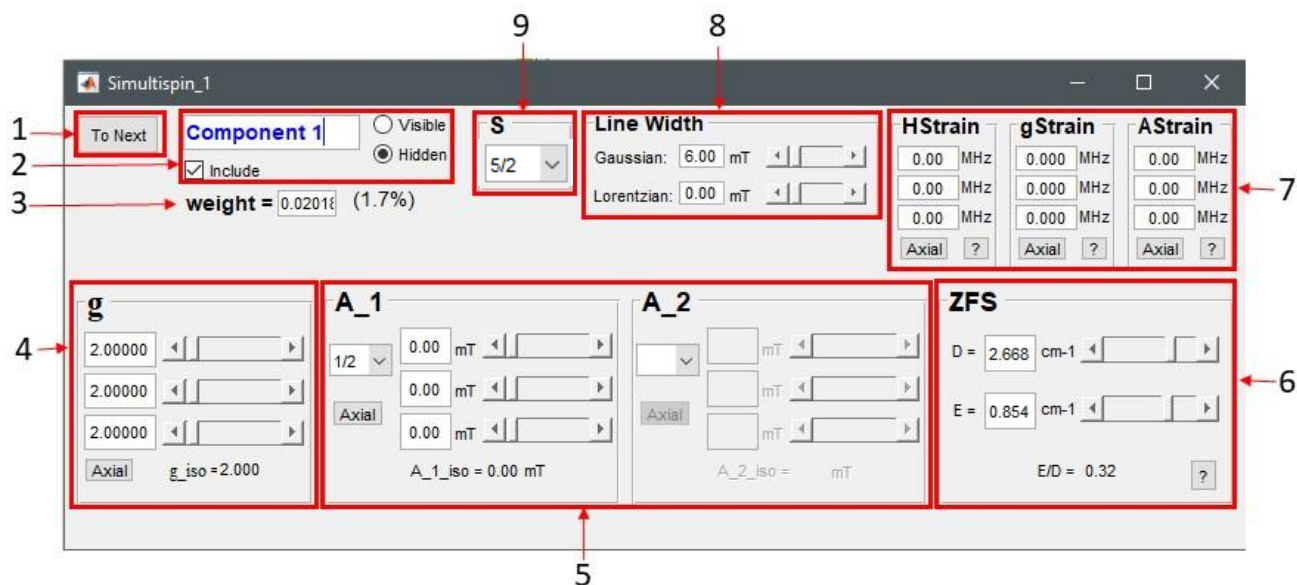 9
8
Simultispin_1
1
To Next
Component 1
Visible
Hidden
2
Include
3
weight = 0.02018 (1.7%)
S
5/2
Line Width
Gaussian: 6.00 mT
Lorentzian: 0.00 mT
HStrain
0.00 MHz
0.00 MHz
0.00 MHz
Axial ?
gStrain
0.000 MHz
0.000 MHz
0.000 MHz
Axial ?
AStrain
0.00 MHz
0.00 MHz
0.00 MHz
Axial ?
7
4
g
2.00000
2.00000
2.00000
Axial g_iso =2.000
A_1
1/2
0.00 mT
0.00 mT
0.00 mT
Axial
A_1_iso = 0.00 mT
A_2
mT
mT
mT
Axial
A_2_iso = mT
ZFS
D = 2.668 cm-1
E = 0.854 cm-1
E/D = 0.32
?
6
5